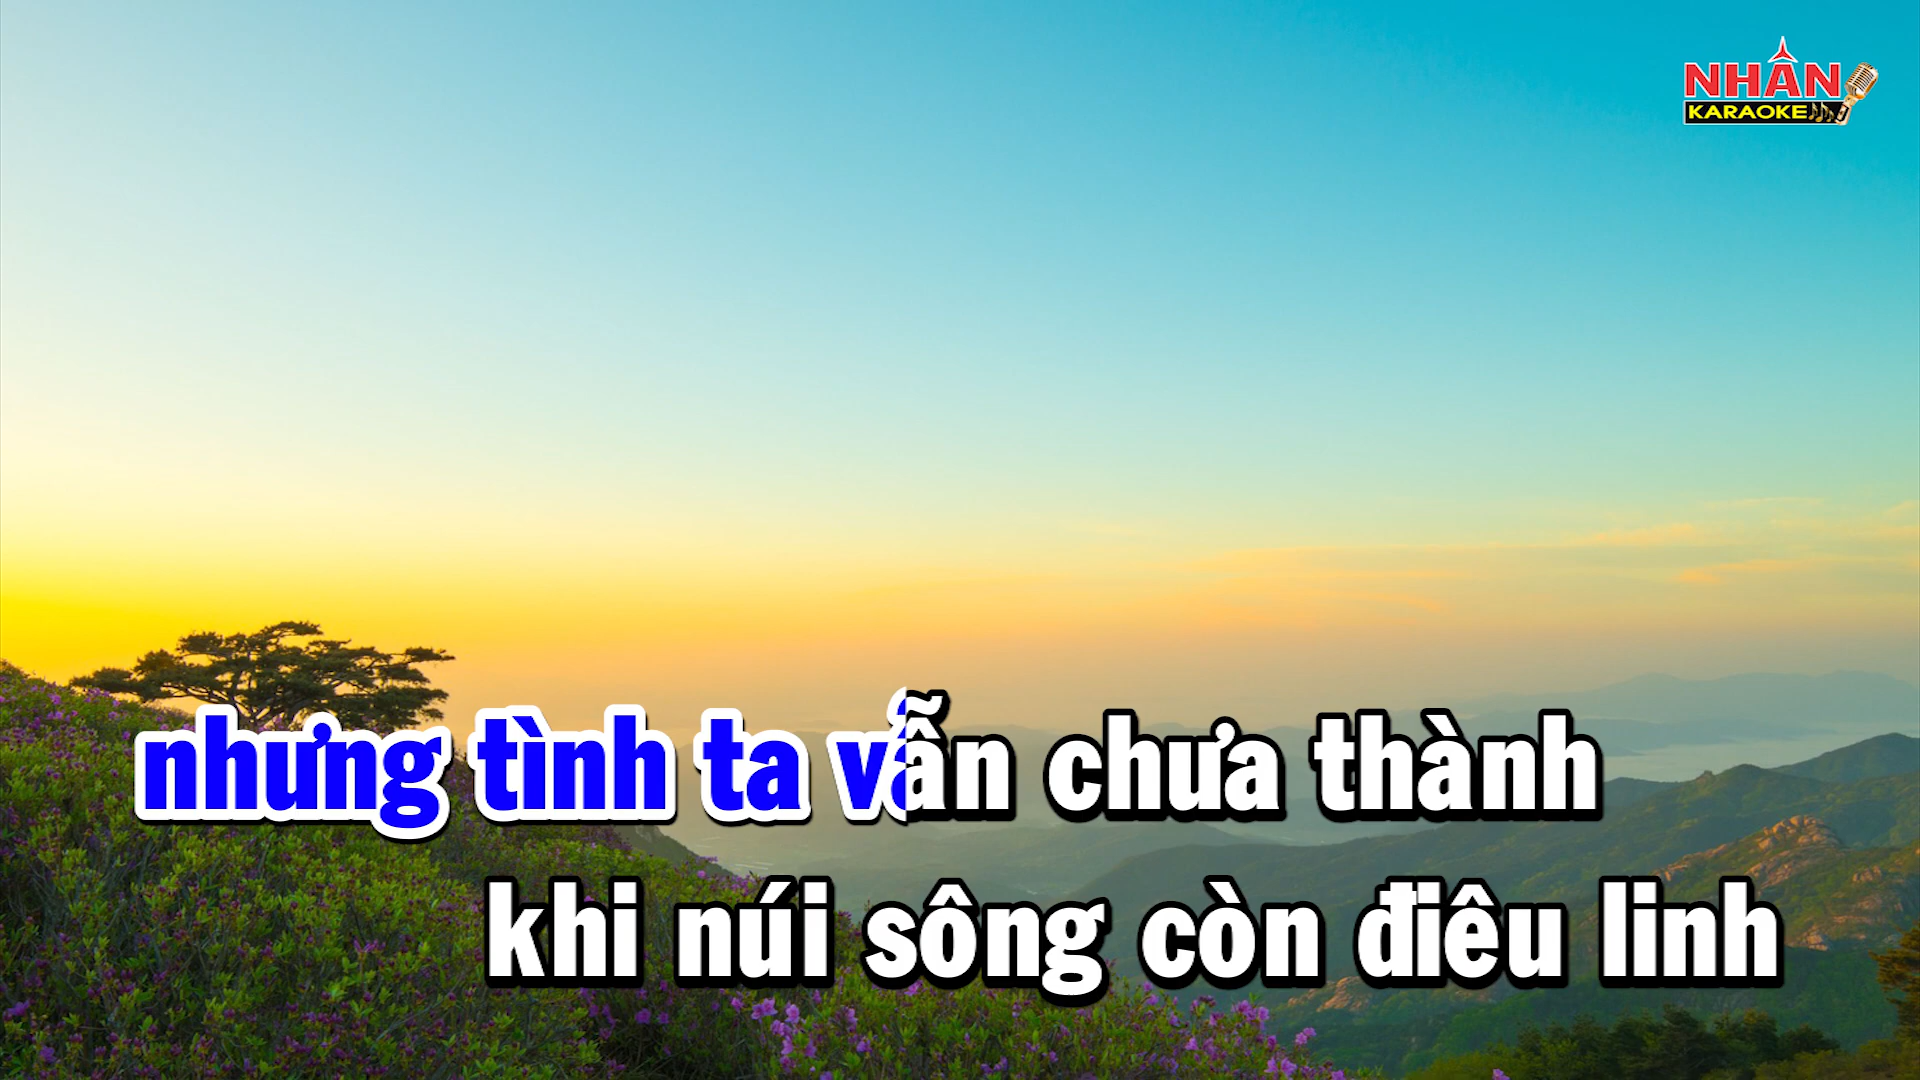 NHÂN
KARAOKE
nhưng tình ta vẫn chưa thành
khi núi sông còn điêu linh